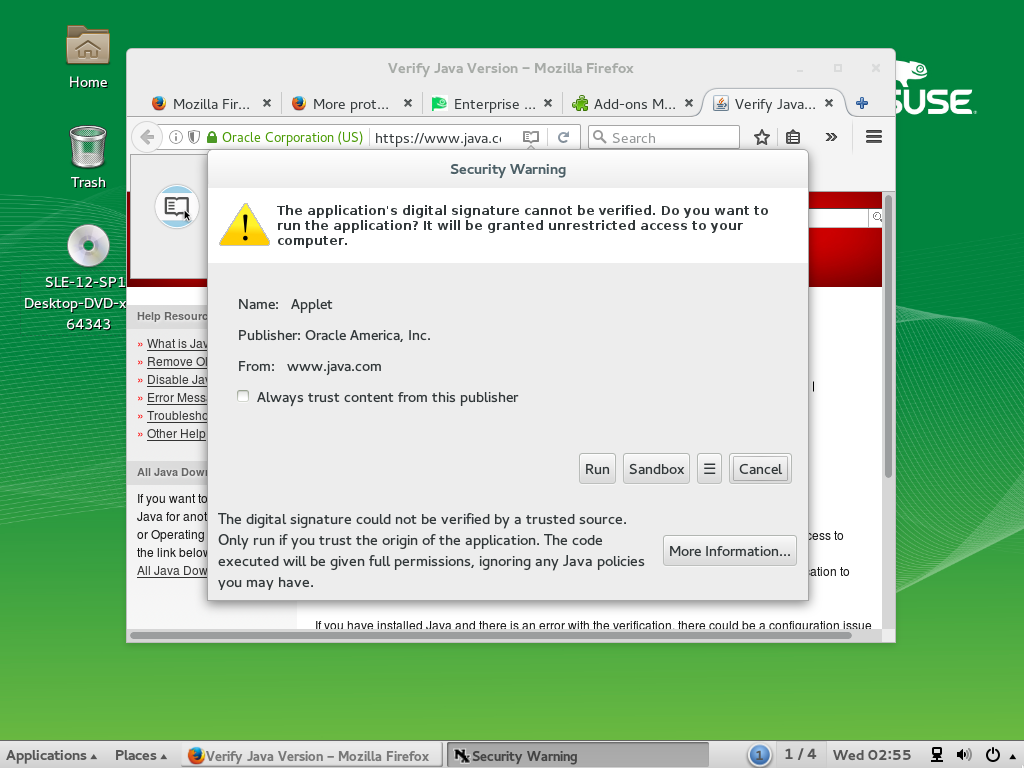 Home
Trash
SLE-12-SP1
Desktop-DVD-x
64343
SUSE
Verify Java Version – Mozilla Firefox
Mozilla Fir...
More prot...
Enterprise ...
Add-ons M...
Verify Java...
Oracle Corporation (US)
https://www.java.c
Search
Security Warning
The application's digital signature cannot be verified. Do you want to
run the application? It will be granted unrestricted access to your
computer.
Name: Applet
Publisher: Oracle America, Inc.
From: www.java.com
Always trust content from this publisher
Run
Sandbox
Cancel
The digital signature could not be verified by a trusted source.
Only run if you trust the origin of the application. The code
executed will be given full permissions, ignoring any Java policies
you may have.
More Information...
Help Resourc
» What is Jav
» Remove Ol
» Disable Jav
» Error Mess
» Troublesho
» Other Help
All Java Down
If you want to
Java for anot
or Operating
the link below
All Java Dow
cess to
ation to
If you have installed Java and there is an error with the verification, there could be a configuration issue
Applications
Places
Verify Java Version – Mozilla Firefox
Security Warning
1
1 / 4
Wed 02:55